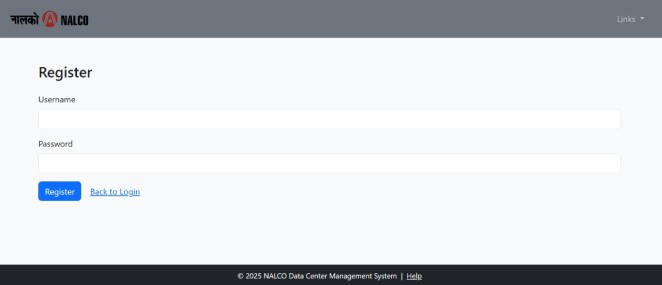 नालको NALCO
Links
Register
Username
Password
Register Back to Login
© 2025 NALCO Data Center Management System | Help